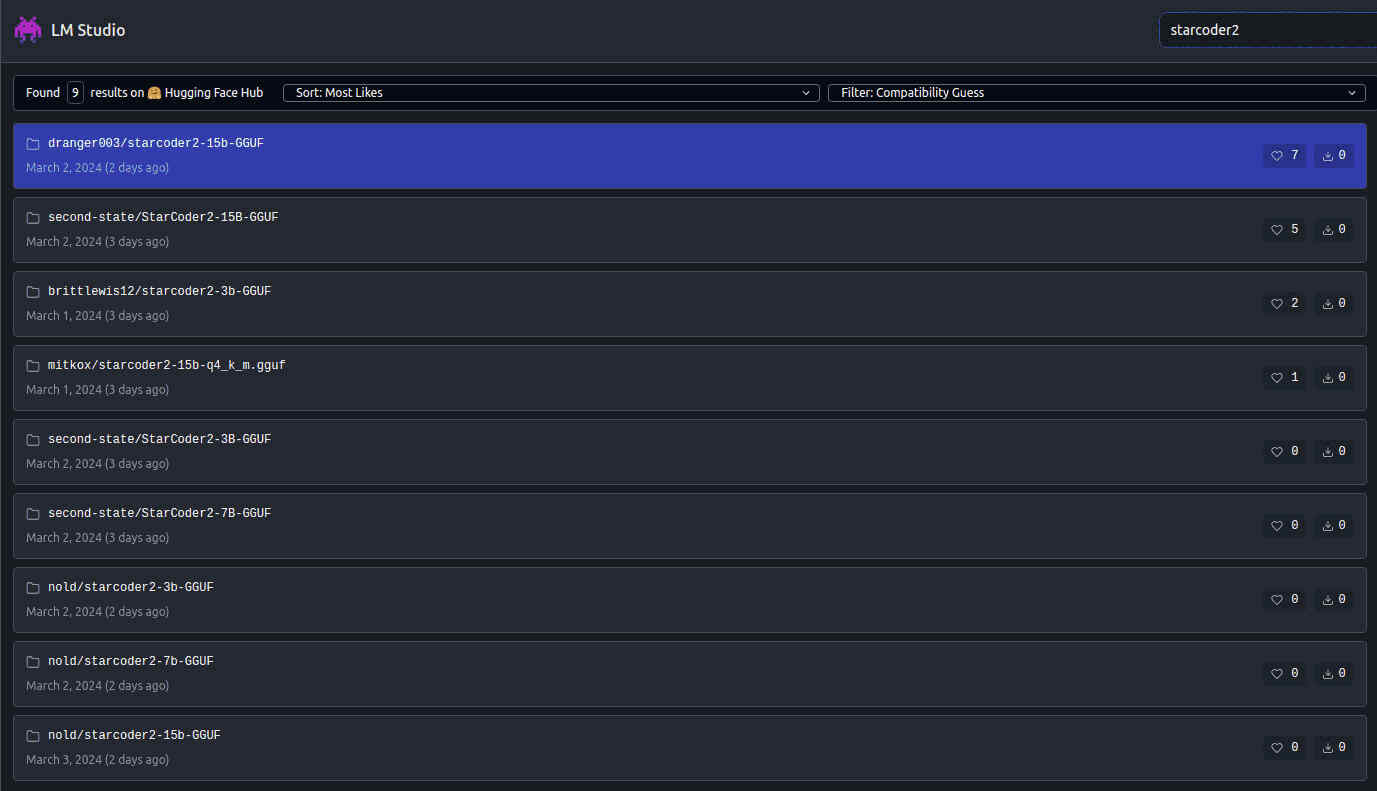 LM Studio
starcoder2
Found 9 results on 🤗 Hugging Face Hub
Sort: Most Likes
Filter: Compatibility Guess
dranger003/starcoder2-15b-GGUF
March 2, 2024 (2 days ago)
7 0
second-state/StarCoder2-15B-GGUF
March 2, 2024 (3 days ago)
5 0
brittlewis12/starcoder2-3b-GGUF
March 1, 2024 (3 days ago)
2 0
mitkox/starcoder2-15b-q4_k_m.gguf
March 1, 2024 (3 days ago)
1 0
second-state/StarCoder2-3B-GGUF
March 2, 2024 (3 days ago)
0 0
second-state/StarCoder2-7B-GGUF
March 2, 2024 (3 days ago)
0 0
nold/starcoder2-3b-GGUF
March 2, 2024 (2 days ago)
0 0
nold/starcoder2-7b-GGUF
March 2, 2024 (2 days ago)
0 0
nold/starcoder2-15b-GGUF
March 3, 2024 (2 days ago)
0 0